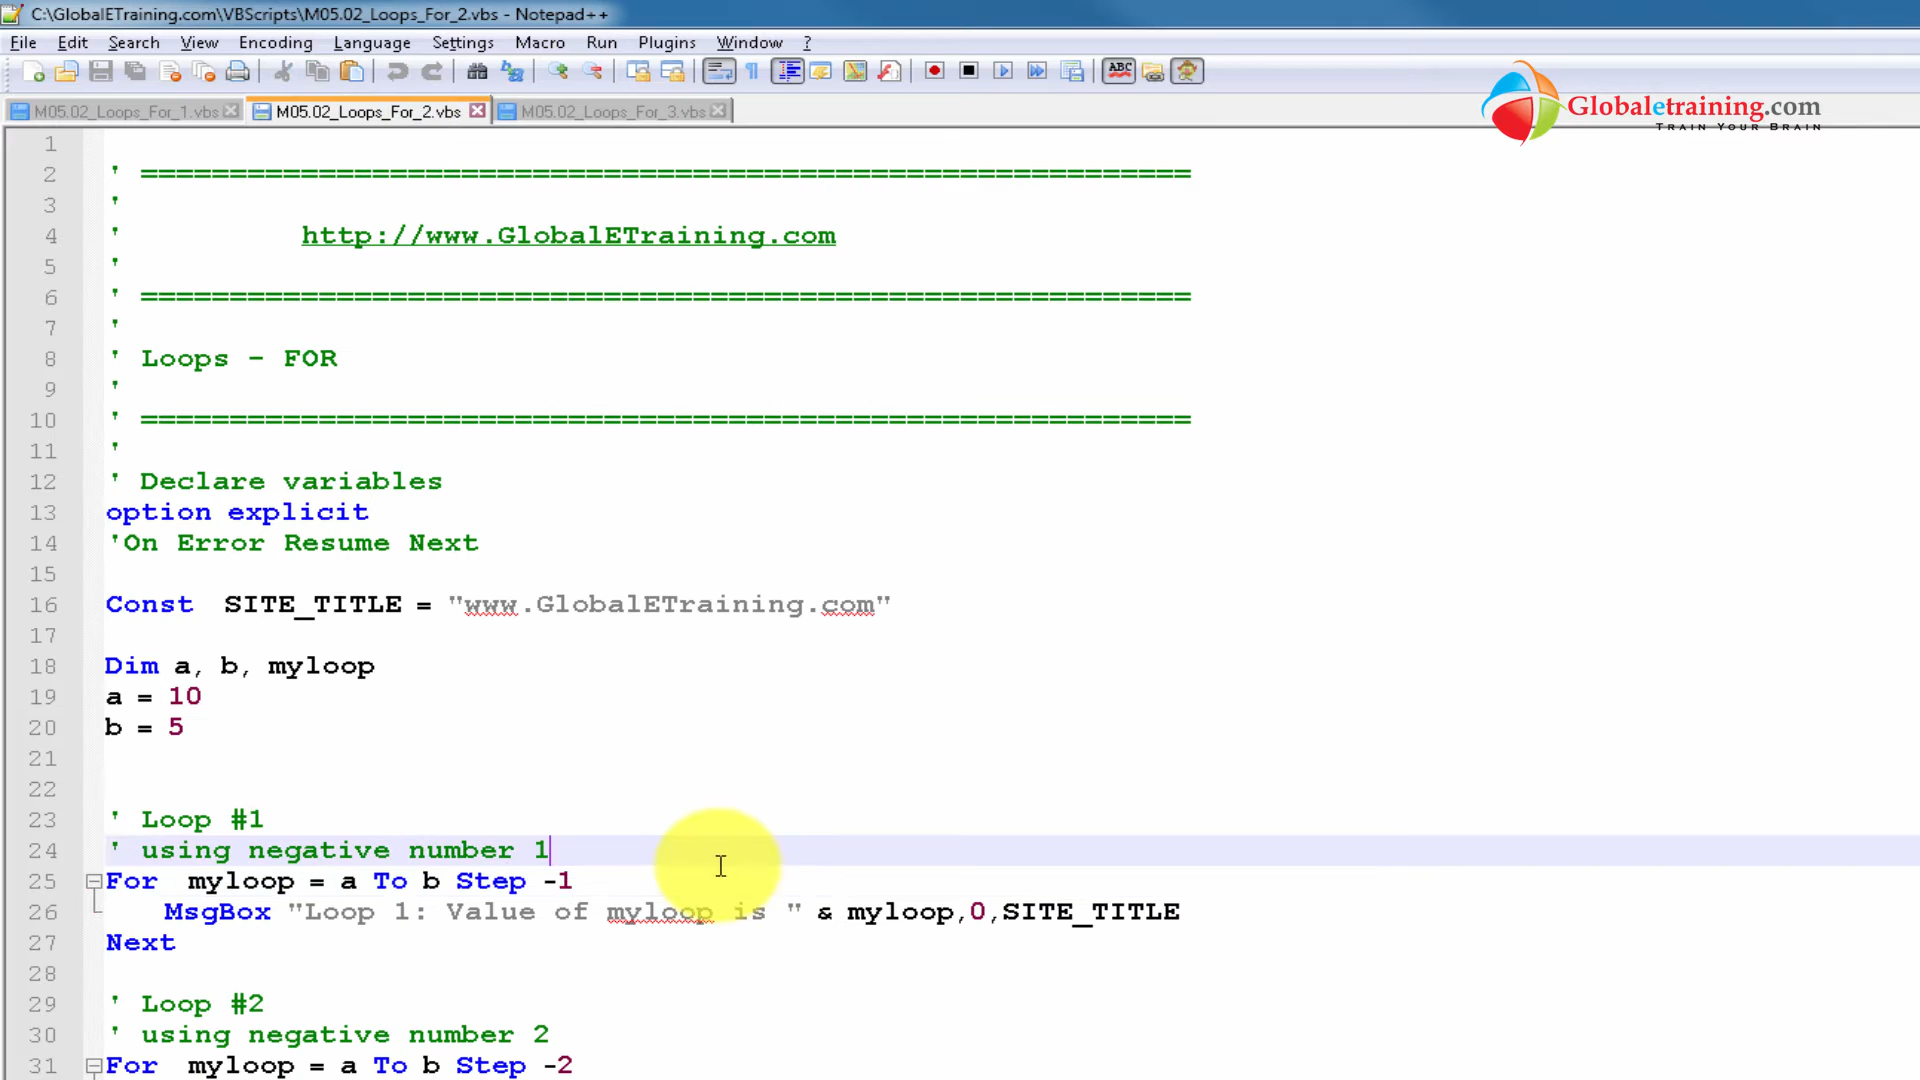 C:\GlobalETraining.com\VBScripts\M05.02_Loops_For_2.vbs - Notepad++
File Edit Search View Encoding Language Settings Macro Run Plugins Window ?
ABC
M05.02_Loops_For_1.vbs M05.02_Loops_For_2.vbs M05.02_Loops_For_3.vbs
Globaletraining.com
TRAIN YOUR BRAIN
1
2 ' ===========================================================
3 '
4 ' http://www.GlobalETraining.com
5 '
6 ' ===========================================================
7 '
8 ' Loops - FOR
9 '
10 ' ===========================================================
11 '
12 ' Declare variables
13 option explicit
14 'On Error Resume Next
15
16 Const SITE_TITLE = "www.GlobalETraining.com"
17
18 Dim a, b, myloop
19 a = 10
20 b = 5
21
22
23 ' Loop #1
24 ' using negative number 1
25 For myloop = a To b Step -1
26 MsgBox "Loop 1: Value of myloop is " & myloop,0,SITE_TITLE
27 Next
28
29 ' Loop #2
30 ' using negative number 2
31 For myloop = a To b Step -2